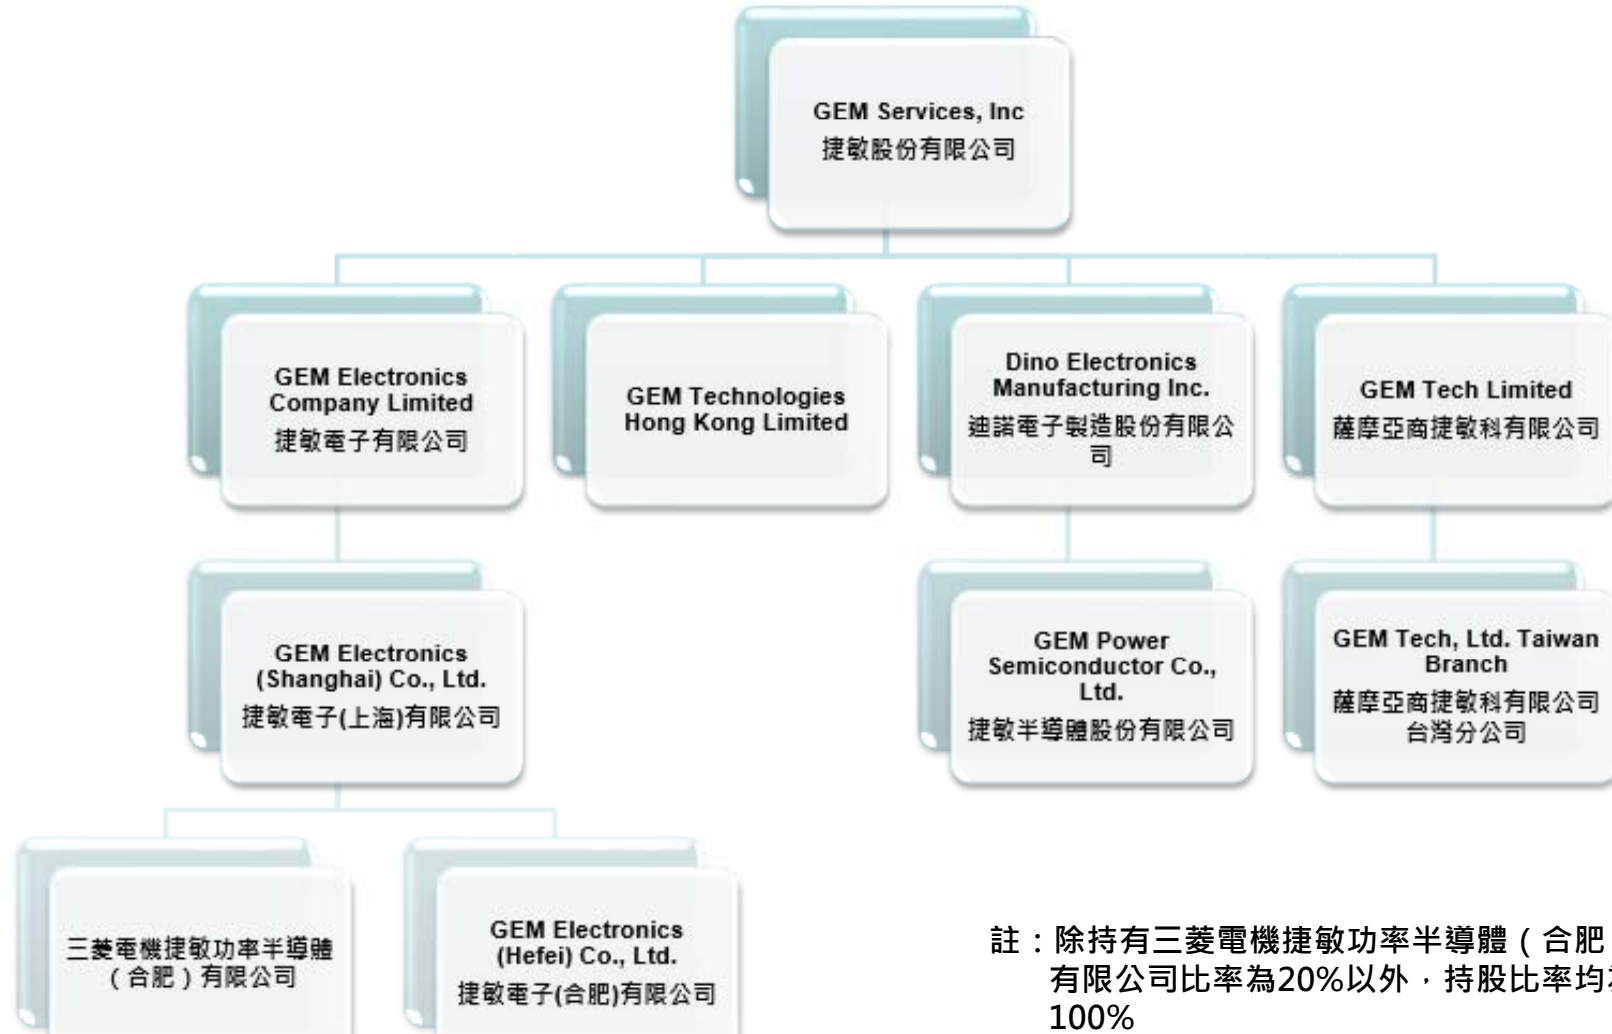 GEM Services, Inc
捷敏股份有限公司
GEM Electronics
Company Limited
捷敏電子有限公司
GEM Technologies
Hong Kong Limited
Dino Electronics
Manufacturing Inc.
迪諾電子製造股份有限公
司
GEM Tech Limited
薩摩亞商捷敏科有限公司
GEM Electronics
(Shanghai) Co., Ltd.
捷敏電子(上海)有限公司
GEM Power
Semiconductor Co.,
Ltd.
捷敏半導體股份有限公司
GEM Tech, Ltd. Taiwan
Branch
薩摩亞商捷敏科有限公司
台灣分公司
三菱電機捷敏功率半導體
（合肥）有限公司
GEM Electronics
(Hefei) Co., Ltd.
捷敏電子(合肥)有限公司
註：除持有三菱電機捷敏功率半導體（合肥
有限公司比率為20%以外，持股比率均為
100%